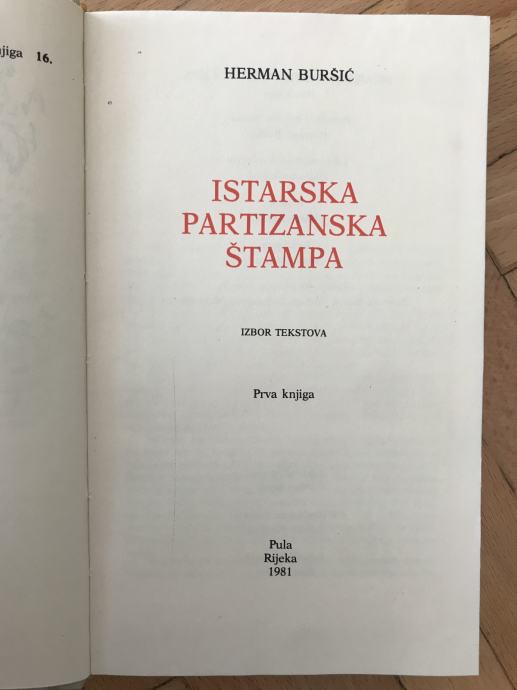 njiga 16.
HERMAN BURŠIĆ
ISTARSKA
PARTIZANSKA
ŠTAMPA
IZBOR TEKSTOVA
Prva knjiga
Pula
Rijeka
1981